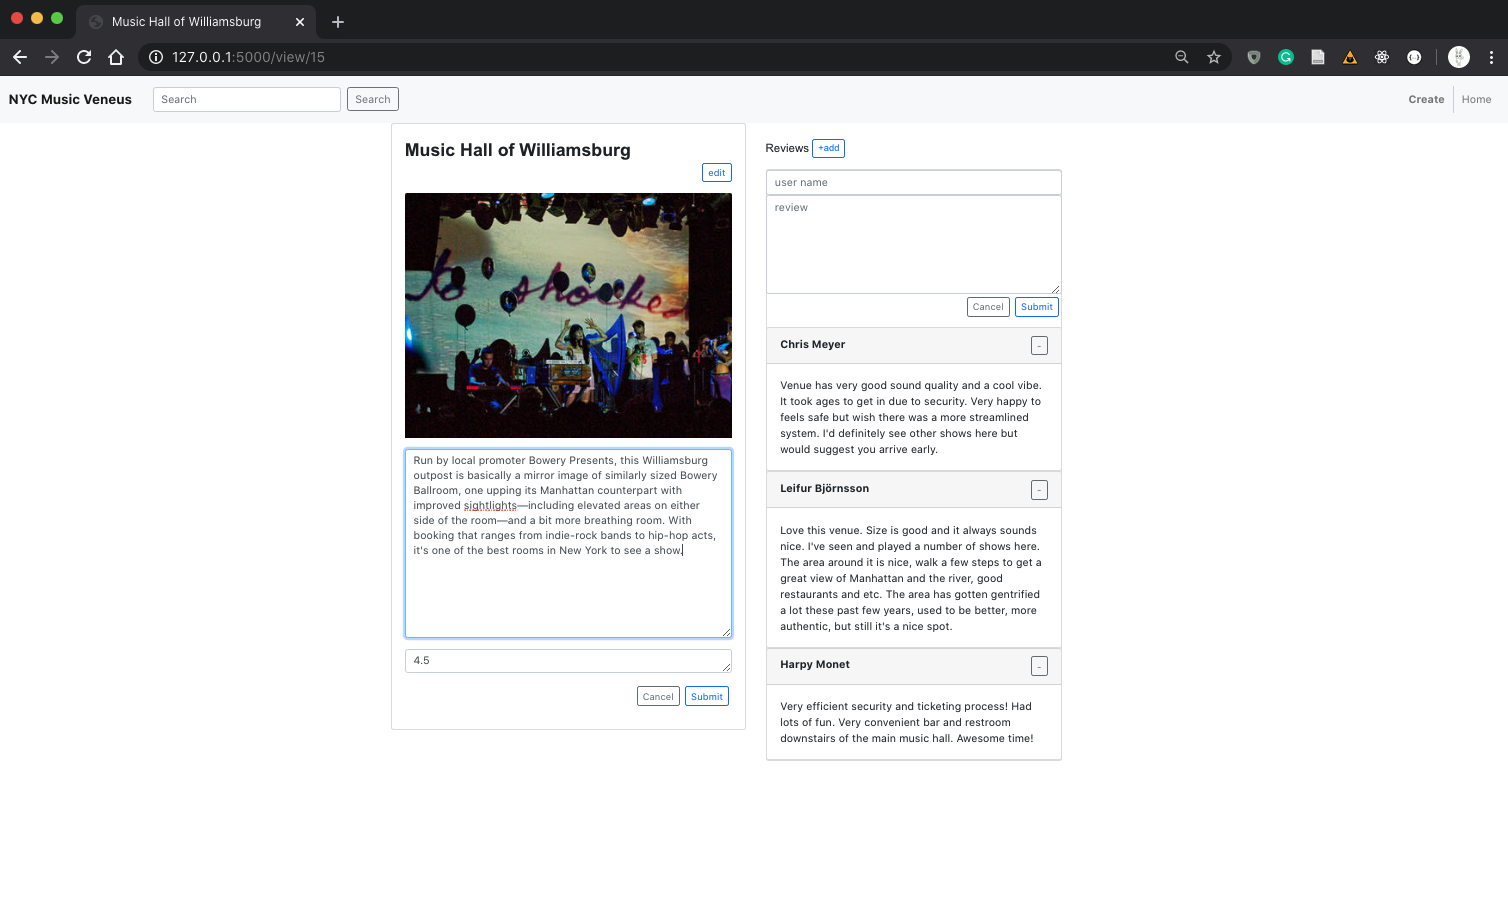 Music Hall of Williamsburg
127.0.0.1:5000/view/15
NYC Music Veneus
Search
Search
Create
Home
Music Hall of Williamsburg
edit
to shocked
Run by local promoter Bowery Presents, this Williamsburg
outpost is basically a mirror image of similarly sized Bowery
Ballroom, one upping its Manhattan counterpart with
improved sightlights—including elevated areas on either
side of the room—and a bit more breathing room. With
booking that ranges from indie-rock bands to hip-hop acts,
it's one of the best rooms in New York to see a show.
4.5
Cancel
Submit
Reviews +add
user name
review
Cancel
Submit
Chris Meyer
-
Venue has very good sound quality and a cool vibe.
It took ages to get in due to security. Very happy to
feels safe but wish there was a more streamlined
system. I'd definitely see other shows here but
would suggest you arrive early.
Leifur Björnsson
-
Love this venue. Size is good and it always sounds
nice. I've seen and played a number of shows here.
The area around it is nice, walk a few steps to get a
great view of Manhattan and the river, good
restaurants and etc. The area has gotten gentrified
a lot these past few years, used to be better, more
authentic, but still it's a nice spot.
Harpy Monet
-
Very efficient security and ticketing process! Had
lots of fun. Very convenient bar and restroom
downstairs of the main music hall. Awesome time!